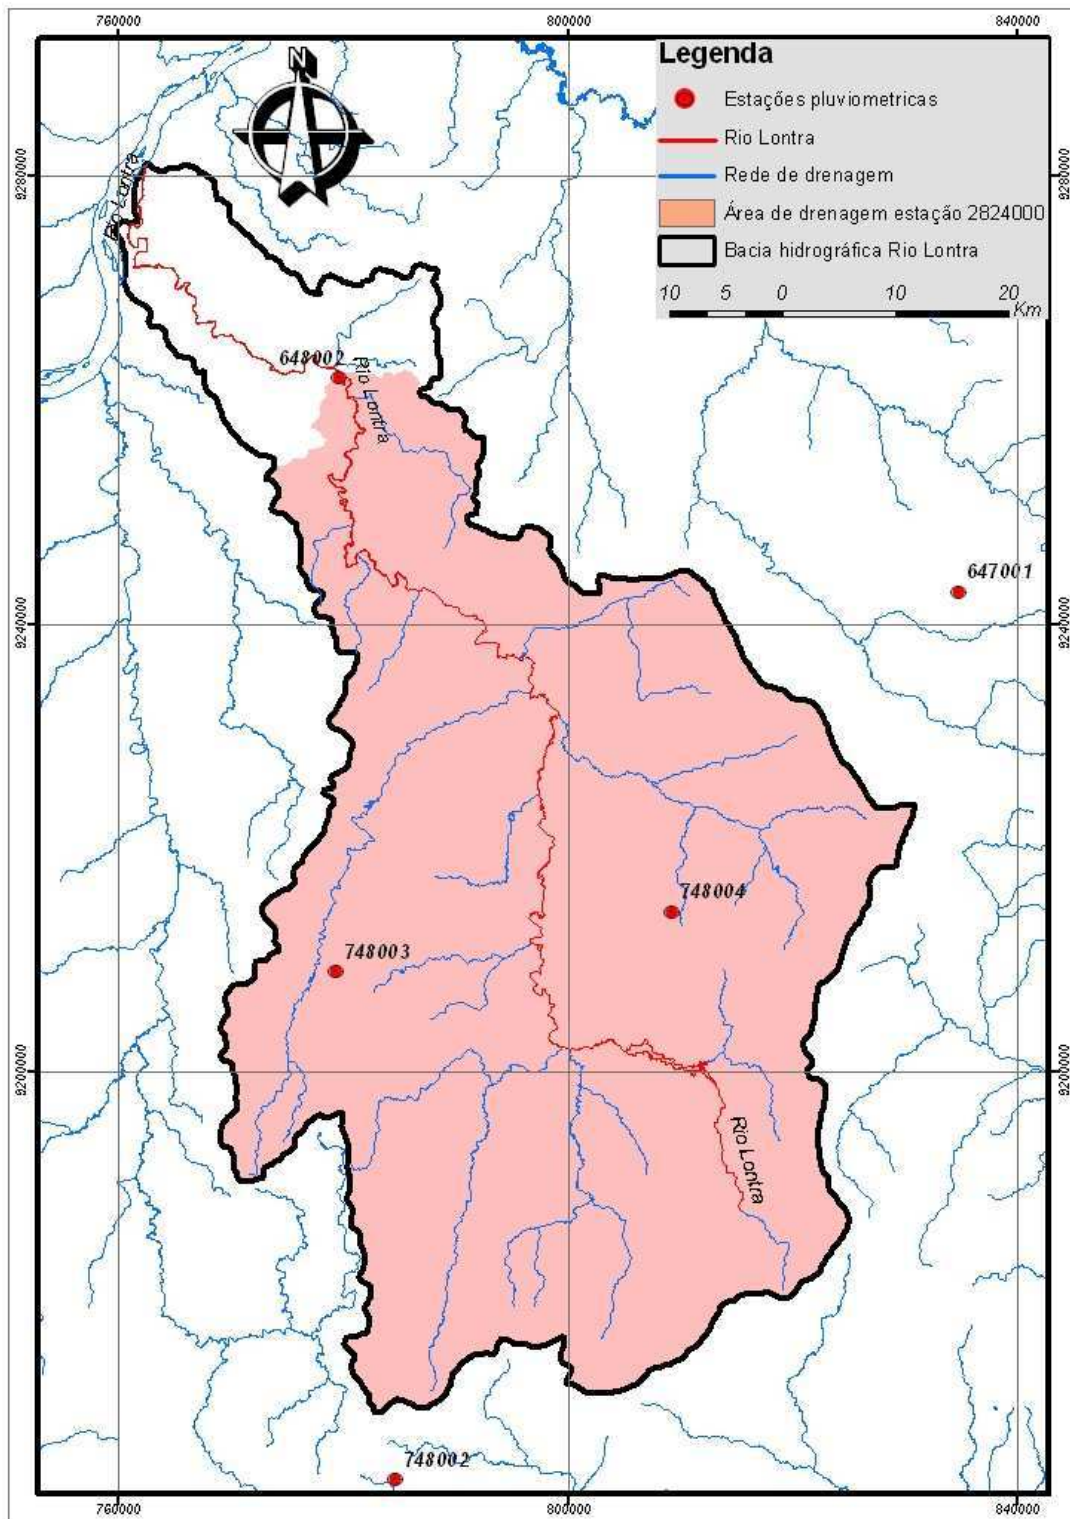 760000
800000
840000
N
Legenda
Estações pluviometricas
Rio Lontra
Rede de drenagem
Área de drenagem estação 2824000
Bacia hidrográfica Rio Lontra
10 5 0 10 20
Km
9280000
9280000
Rio Lontra
648002
Rio Lontra
647001
9240000
9240000
748004
748003
9200000
9200000
Rio Lontra
748002
760000
800000
840000